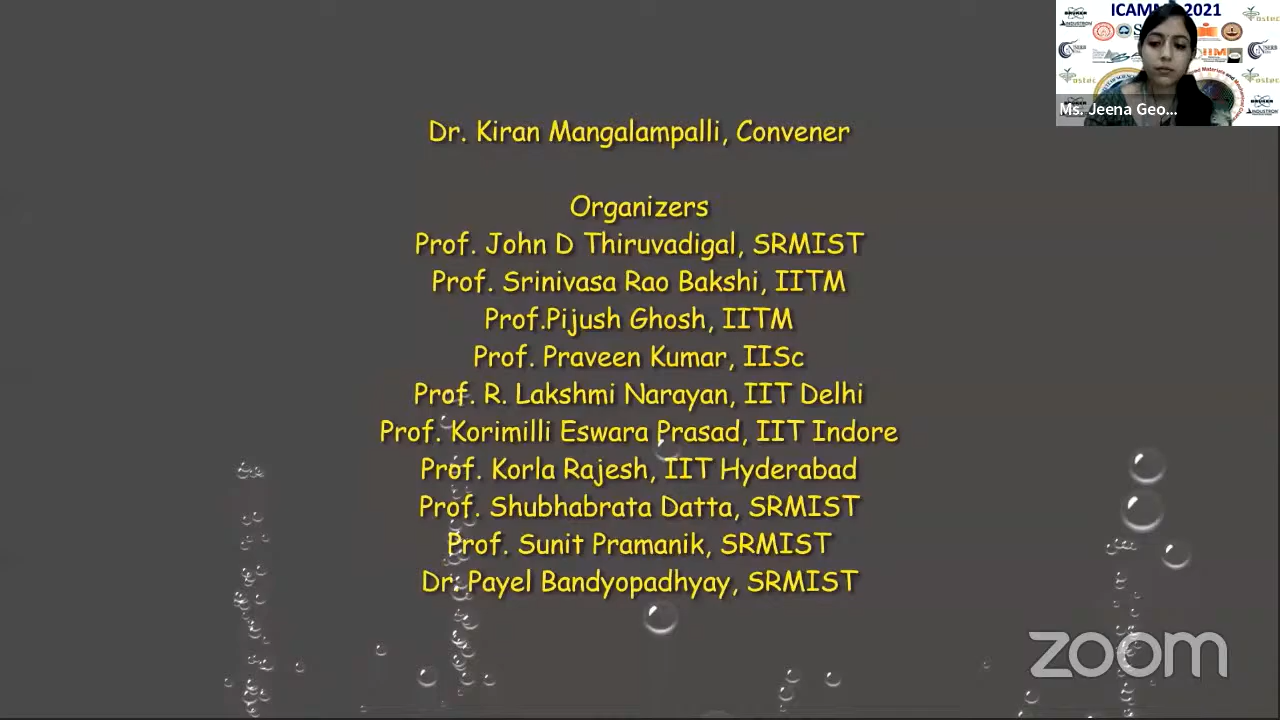 ICAMM 2021
BRUKER
INDUSTRON
Ms. Jeena Geo...
Dr. Kiran Mangalampalli, Convener
Organizers
Prof. John D Thiruvadigal, SRMIST
Prof. Srinivasa Rao Bakshi, IITM
Prof.Pijush Ghosh, IITM
Prof. Praveen Kumar, IISc
Prof. R. Lakshmi Narayan, IIT Delhi
Prof. Korimilli Eswara Prasad, IIT Indore
Prof. Korla Rajesh, IIT Hyderabad
Prof. Shubhabrata Datta, SRMIST
Prof. Sunit Pramanik, SRMIST
Dr. Payel Bandyopadhyay, SRMIST
zoom